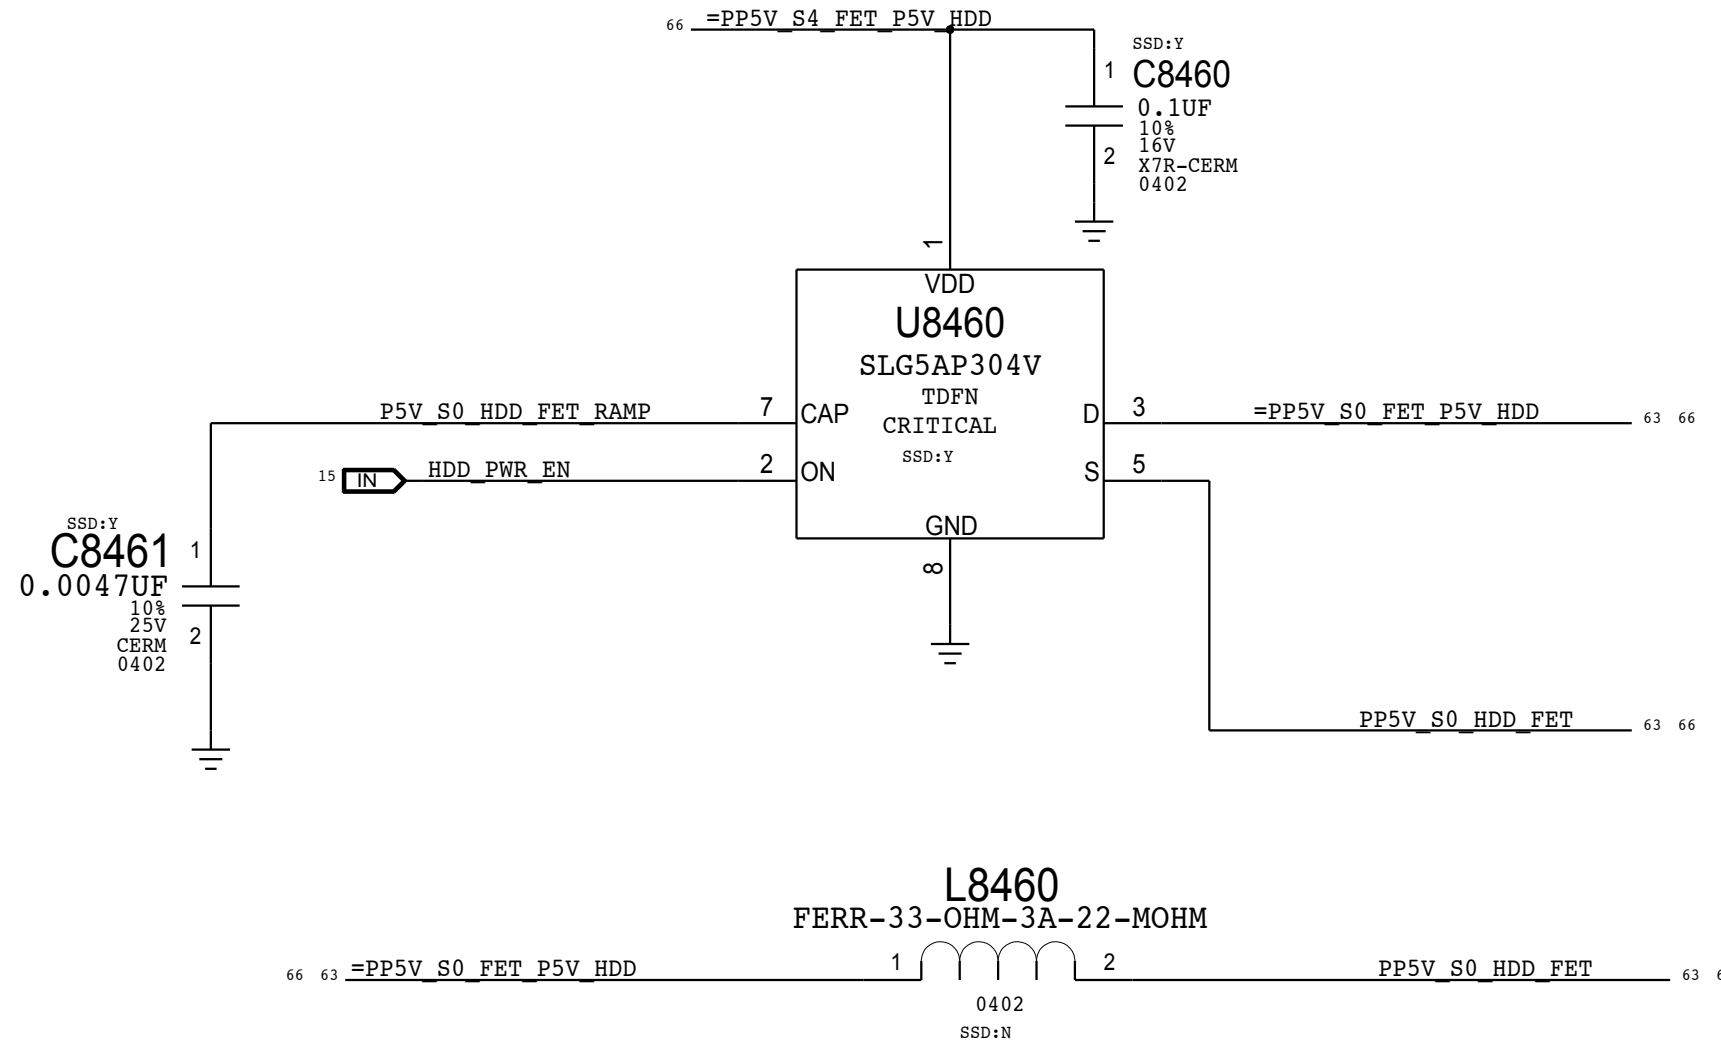 66 =PP5V_S4_FET_P5V_HDD
SSD:Y
1 C8460
0.1UF
10%
16V
2 X7R-CERM
0402
1
VDD
U8460
SLG5AP304V
TDFN
CRITICAL
SSD:Y
P5V_S0_HDD_FET_RAMP 7 CAP
D 3 =PP5V_S0_FET_P5V_HDD 63 66
15 IN HDD_PWR_EN 2 ON
S 5
GND
8
SSD:Y
C8461 1
0.0047UF
10%
25V
CERM 2
0402
PP5V_S0_HDD_FET 63 66
L8460
FERR-33-OHM-3A-22-MOHM
66 63 =PP5V_S0_FET_P5V_HDD 1 2 PP5V_S0_HDD_FET 63
0402
SSD:N